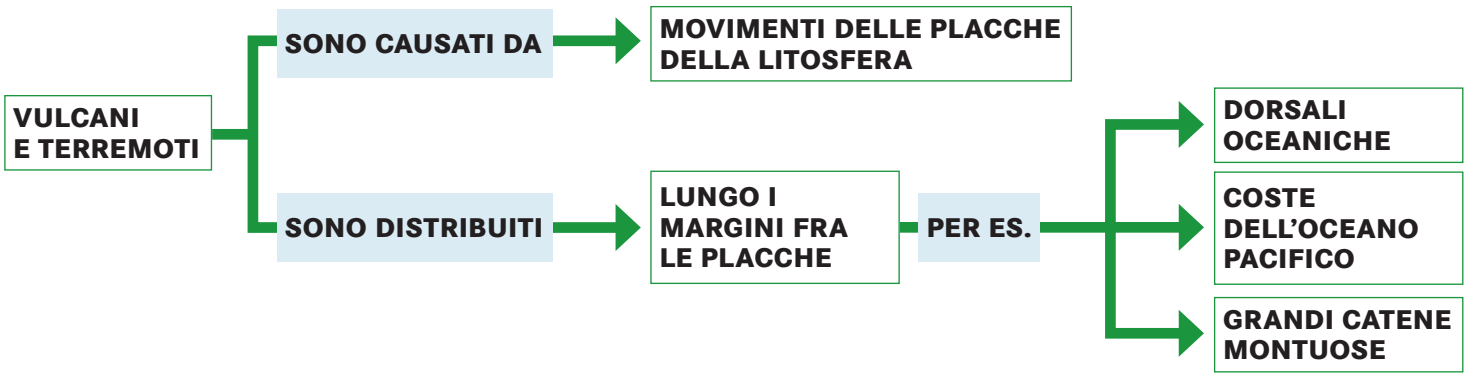 VULCANI
E TERREMOTI
SONO CAUSATI DA
MOVIMENTI DELLE PLACCHE
DELLA LITOSFERA
SONO DISTRIBUITI
LUNGO I
MARGINI FRA
LE PLACCHE
PER ES.
DORSALI
OCEANICHE
COSTE
DELL’OCEANO
PACIFICO
GRANDI CATENE
MONTUOSE